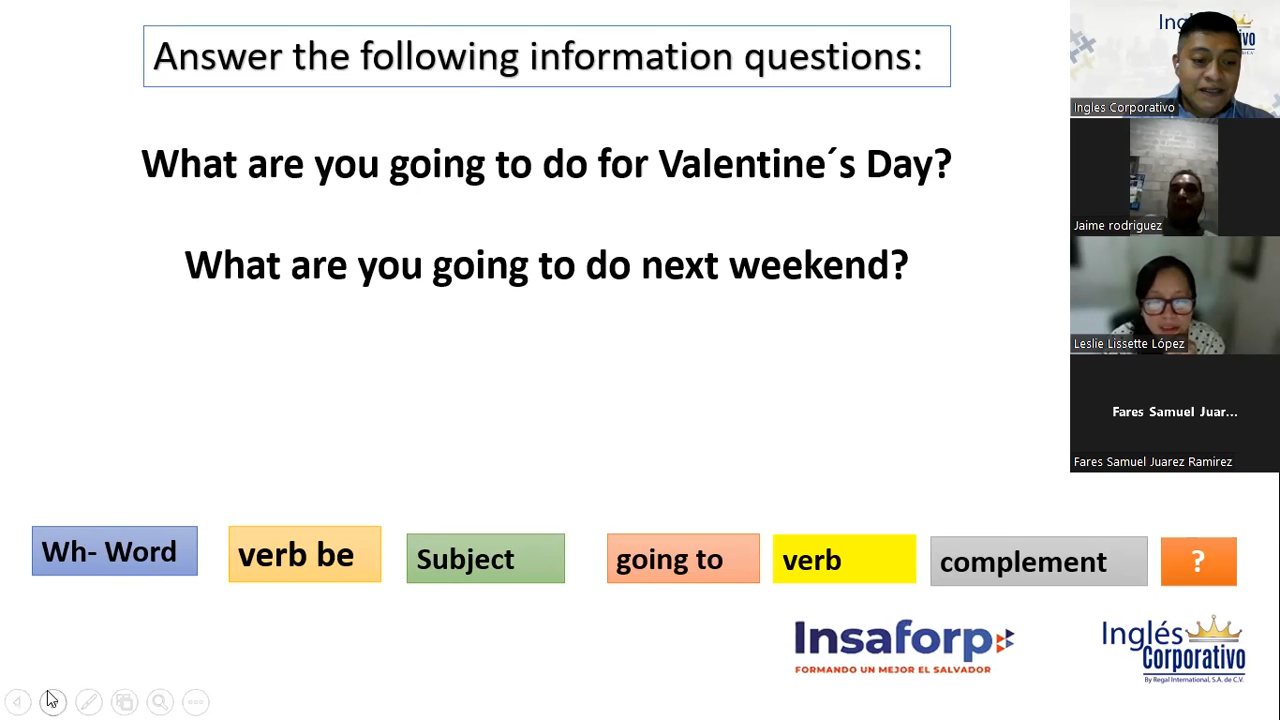 Answer the following information questions:
What are you going to do for Valentine´s Day?
What are you going to do next weekend?
Wh- Word
verb be
Subject
going to
verb
complement
?
Insaforp
FORMANDO UN MEJOR EL SALVADOR
Inglés
Corporativo
By Regal International, S.A. de C.V.
Ingles Corporativo
Jaime rodriguez
Leslie Lissette López
Fares Samuel Juar...
Fares Samuel Juarez Ramirez